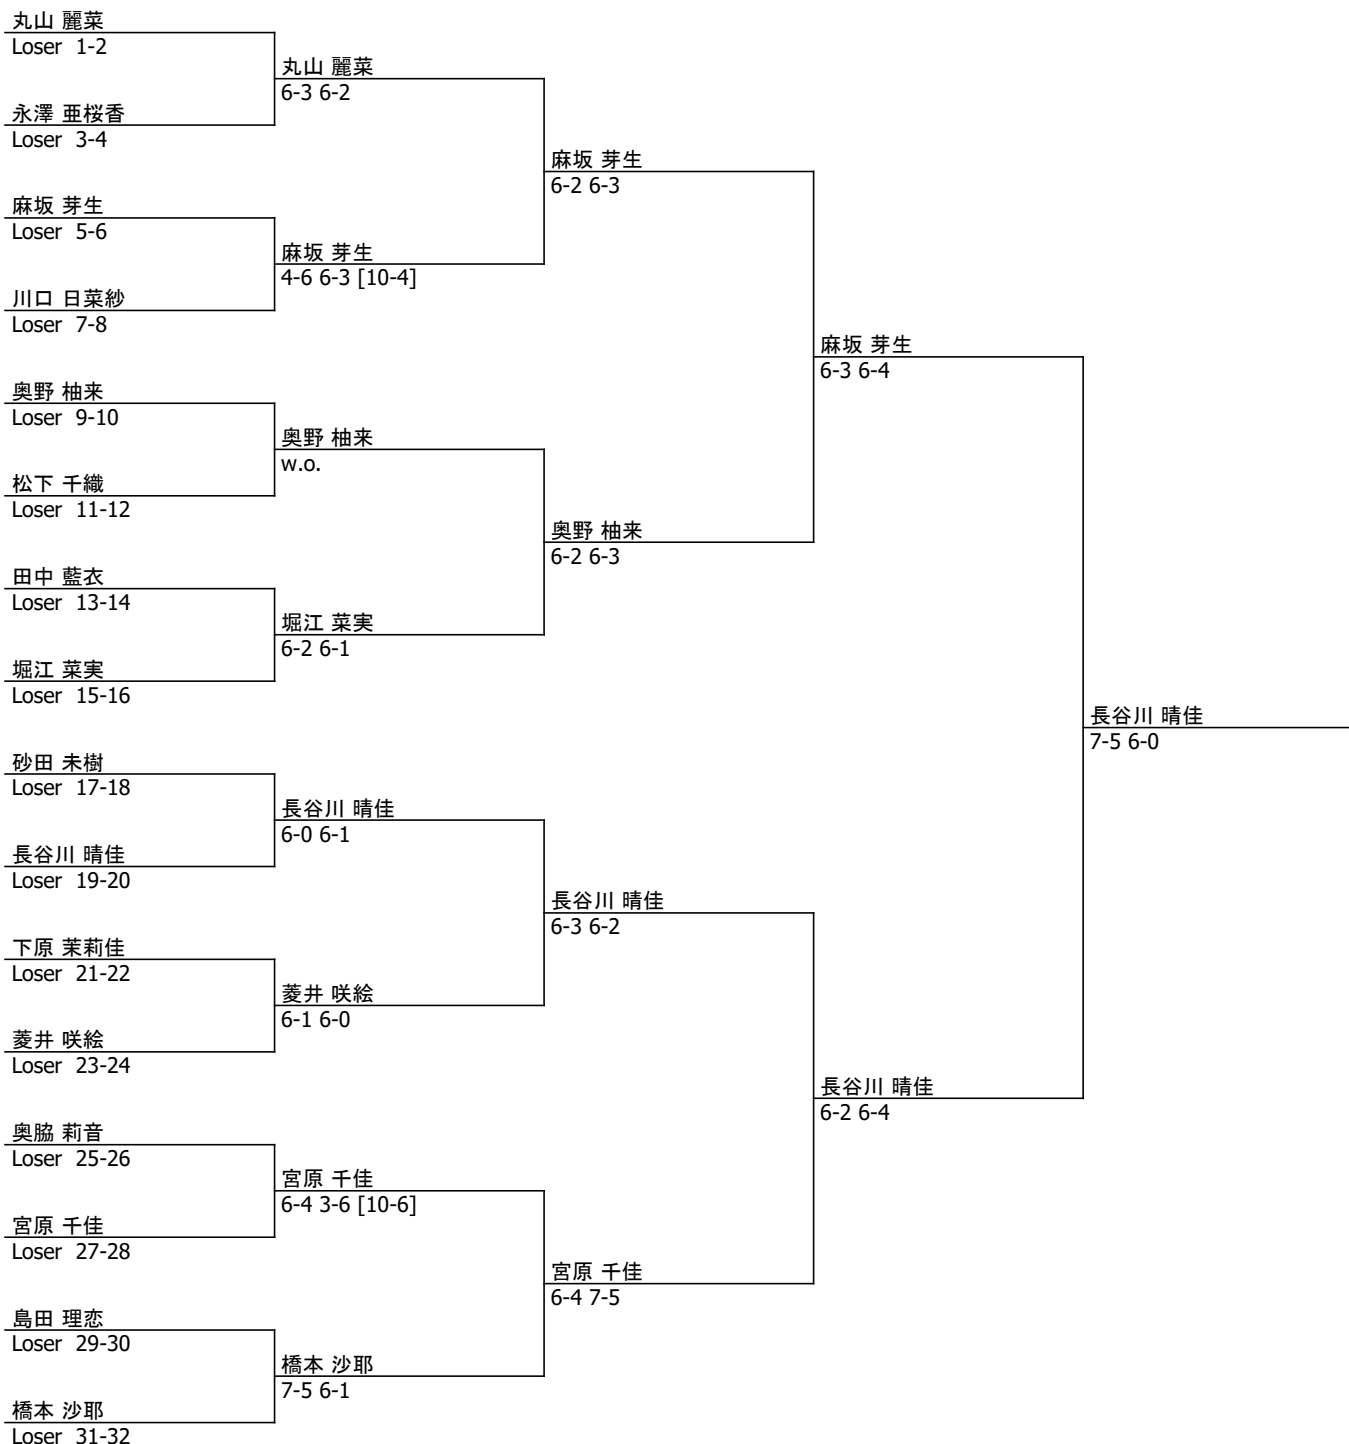 丸山 麗菜
Loser 1-2
丸山 麗菜
6-3 6-2
永澤 亜桜香
Loser 3-4
麻坂 芽生
6-2 6-3
麻坂 芽生
Loser 5-6
麻坂 芽生
4-6 6-3 [10-4]
川口 日菜紗
Loser 7-8
麻坂 芽生
6-3 6-4
奥野 柚来
Loser 9-10
奥野 柚来
w.o.
松下 千織
Loser 11-12
奥野 柚来
6-2 6-3
田中 藍衣
Loser 13-14
堀江 菜実
6-2 6-1
堀江 菜実
Loser 15-16
長谷川 晴佳
7-5 6-0
砂田 未樹
Loser 17-18
長谷川 晴佳
6-0 6-1
長谷川 晴佳
Loser 19-20
長谷川 晴佳
6-3 6-2
下原 茉莉佳
Loser 21-22
菱井 咲絵
6-1 6-0
菱井 咲絵
Loser 23-24
長谷川 晴佳
6-2 6-4
奥脇 莉音
Loser 25-26
宮原 千佳
6-4 3-6 [10-6]
宮原 千佳
Loser 27-28
宮原 千佳
6-4 7-5
島田 理恋
Loser 29-30
橋本 沙耶
7-5 6-1
橋本 沙耶
Loser 31-32